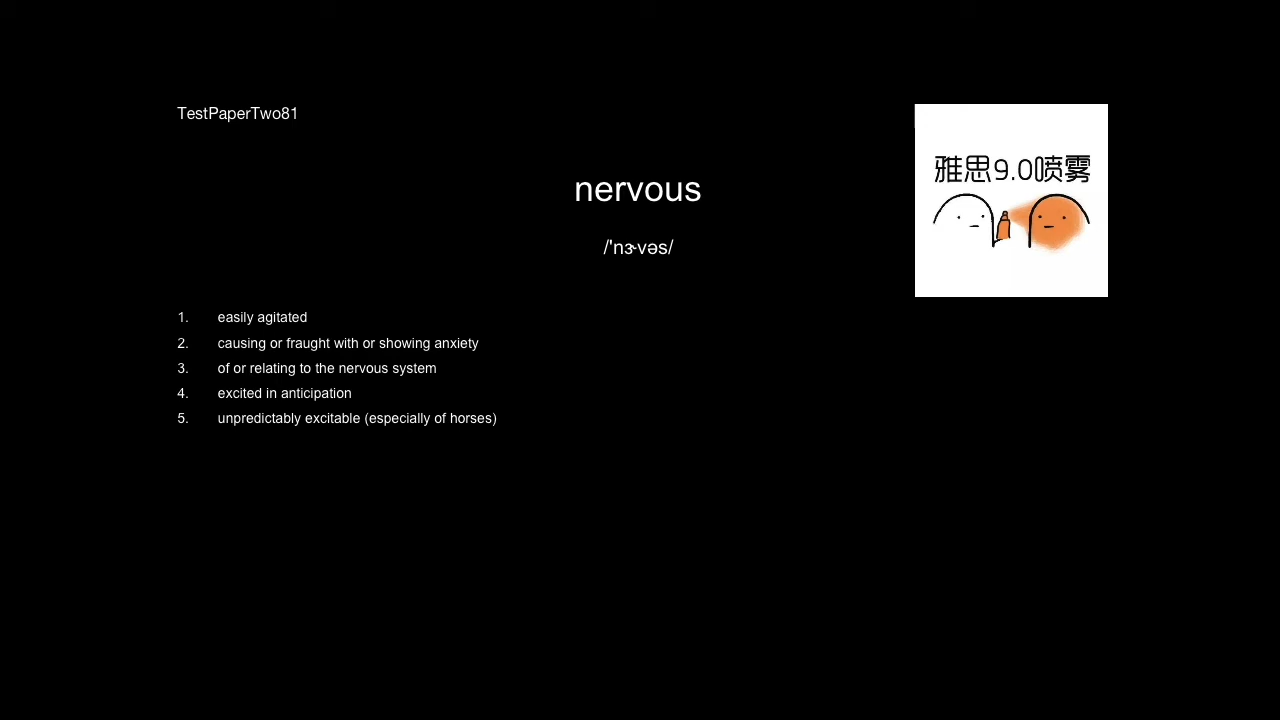 TestPaperTwo81
雅思9.0喷雾
nervous
/'nɝvəs/
1. easily agitated
2. causing or fraught with or showing anxiety
3. of or relating to the nervous system
4. excited in anticipation
5. unpredictably excitable (especially of horses)